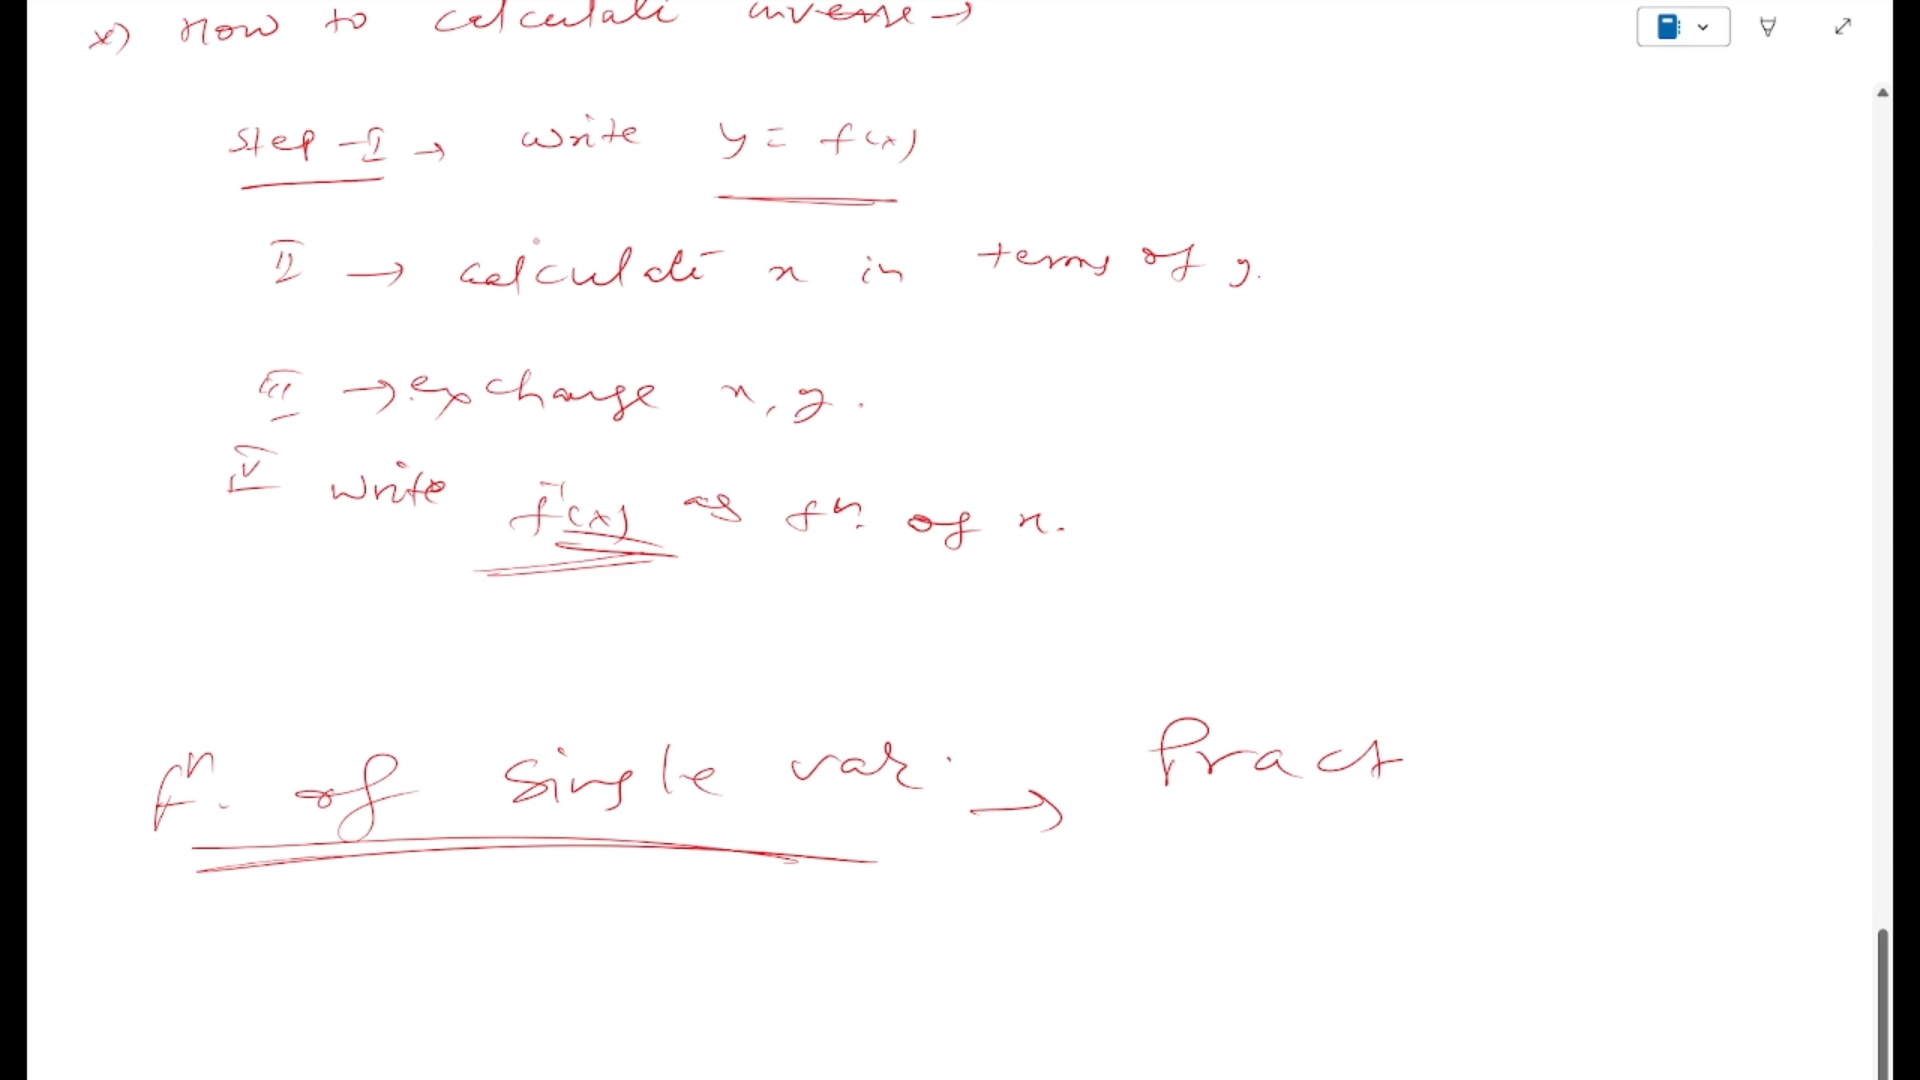 *) How to calculate inverse →
Step-I → write y = f(x)
II → calculate x in terms of y.
III → exchange x, y.
IV write f⁻¹(x) as fⁿ. of x.
fⁿ. of single var. → Pract